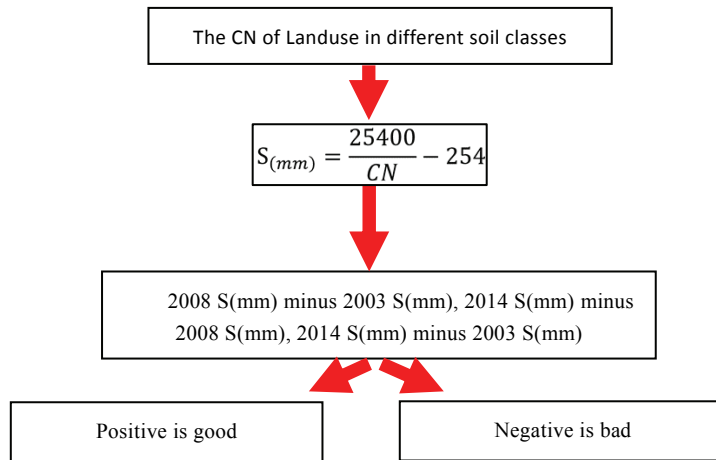 The CN of Landuse in different soil classes
S(mm) = 25400/CN − 254
2008 S(mm) minus 2003 S(mm), 2014 S(mm) minus
2008 S(mm), 2014 S(mm) minus 2003 S(mm)
Positive is good
Negative is bad